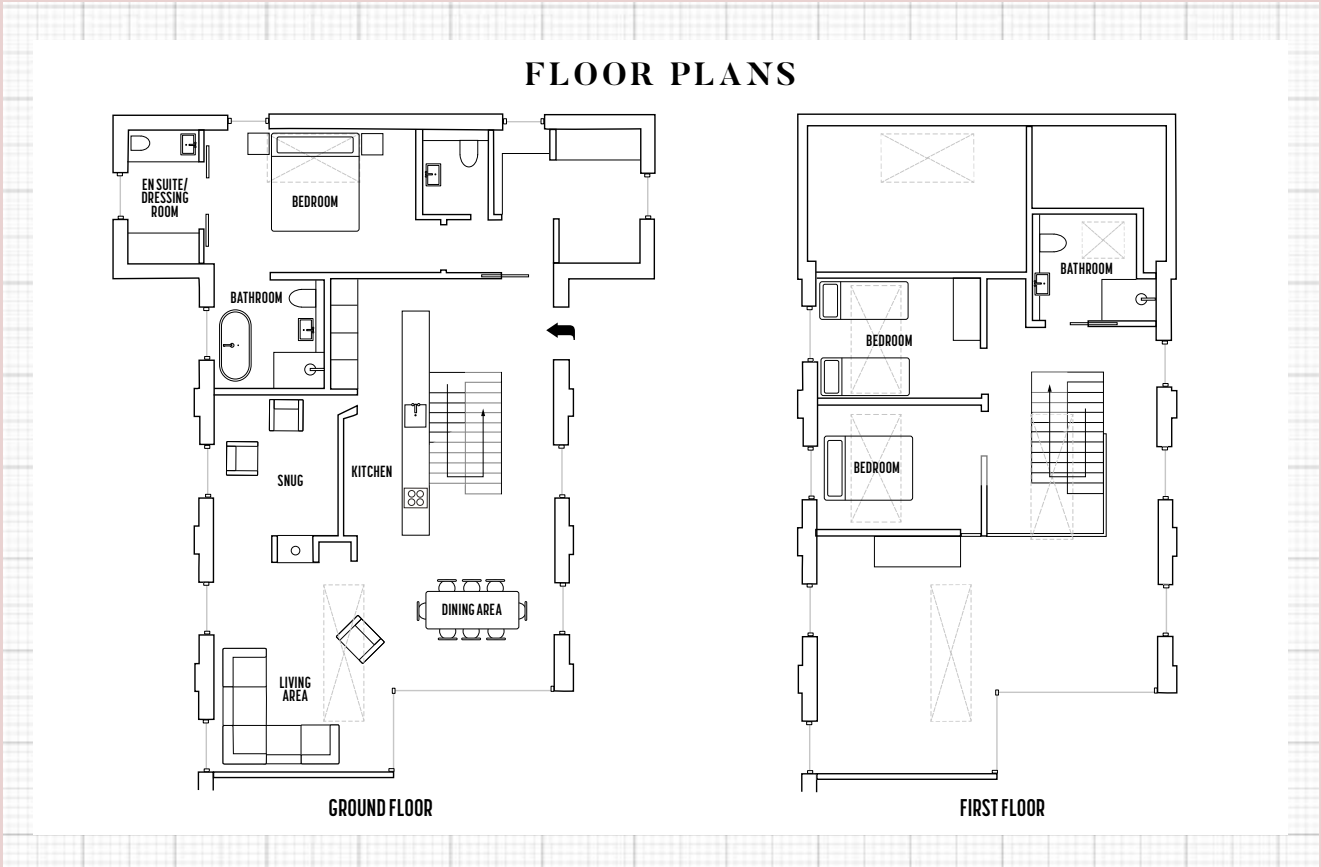 FLOOR PLANS
EN SUITE/
DRESSING
ROOM
BEDROOM
BATHROOM
SNUG
KITCHEN
DINING AREA
LIVING
AREA
GROUND FLOOR
BATHROOM
BEDROOM
BEDROOM
FIRST FLOOR